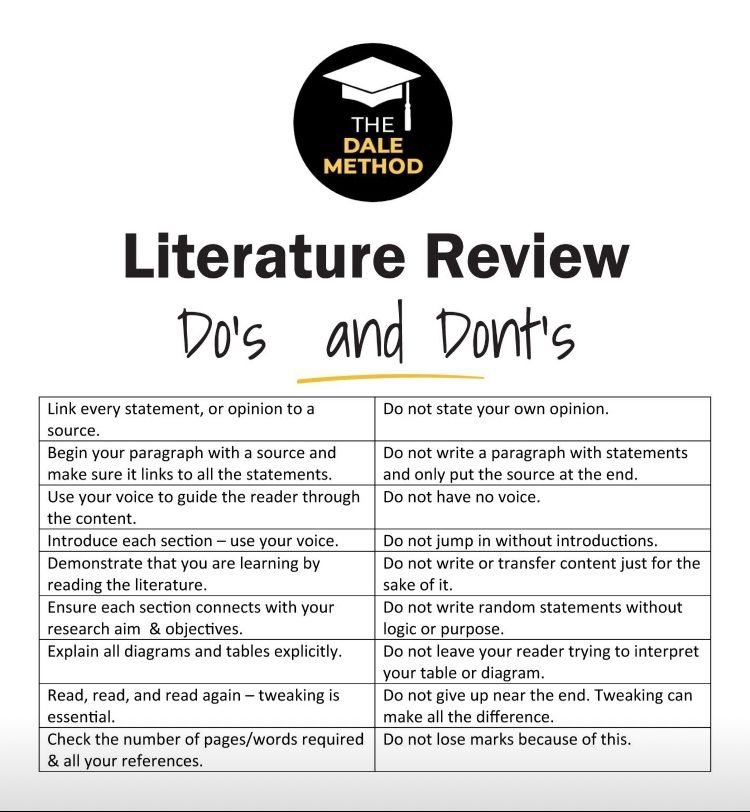 THE
DALE
METHOD
Literature Review
Do's and Dont's
Link every statement, or opinion to a
source.
Do not state your own opinion.
Begin your paragraph with a source and
make sure it links to all the statements.
Do not write a paragraph with statements
and only put the source at the end.
Use your voice to guide the reader through
the content.
Do not have no voice.
Introduce each section – use your voice.
Do not jump in without introductions.
Demonstrate that you are learning by
reading the literature.
Do not write or transfer content just for the
sake of it.
Ensure each section connects with your
research aim & objectives.
Do not write random statements without
logic or purpose.
Explain all diagrams and tables explicitly.
Do not leave your reader trying to interpret
your table or diagram.
Read, read, and read again – tweaking is
essential.
Do not give up near the end. Tweaking can
make all the difference.
Check the number of pages/words required
& all your references.
Do not lose marks because of this.